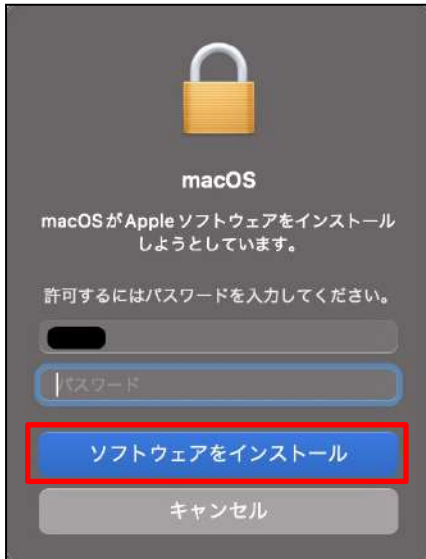 macOS
macOSがAppleソフトウェアをインストール
しようとしています。
許可するにはパスワードを入力してください。
パスワード
ソフトウェアをインストール
キャンセル